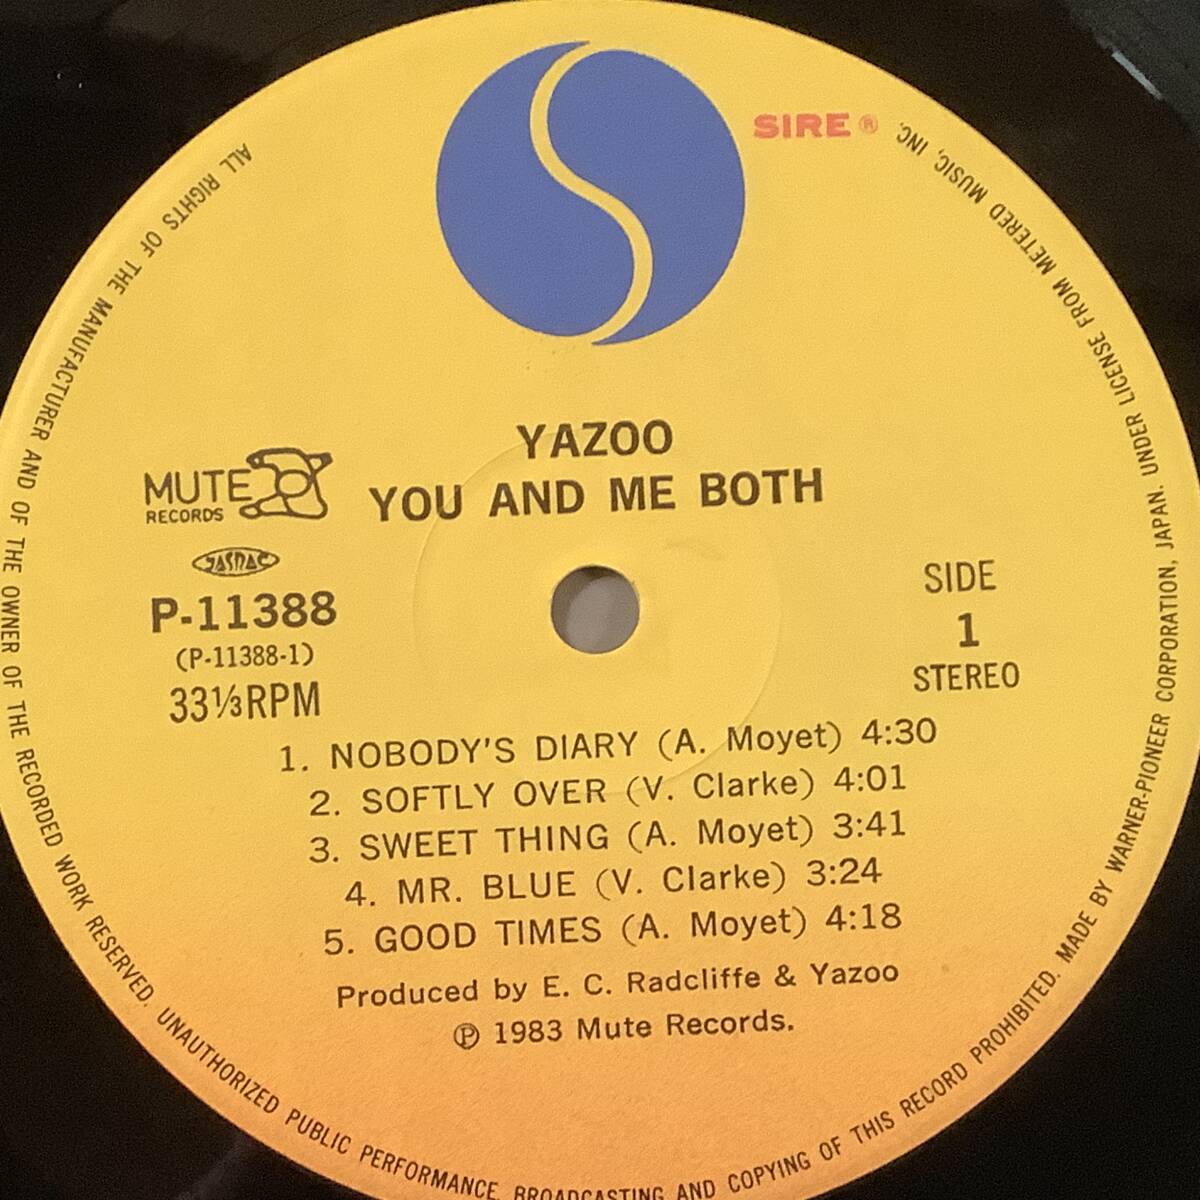 SIRE ®
YAZOO
YOU AND ME BOTH
MUTE
RECORDS
JASRAC
P-11388
(P-11388-1)
33⅓RPM
SIDE
1
STEREO
1. NOBODY'S DIARY (A. Moyet) 4:30
2. SOFTLY OVER (V. Clarke) 4:01
3. SWEET THING (A. Moyet) 3:41
4. MR. BLUE (V. Clarke) 3:24
5. GOOD TIMES (A. Moyet) 4:18
Produced by E. C. Radcliffe & Yazoo
℗ 1983 Mute Records.
ALL RIGHTS OF THE MANUFACTURER AND OF THE OWNER OF THE RECORDED WORK RESERVED. UNAUTHORIZED PUBLIC PERFORMANCE, BROADCASTING AND COPYING OF THIS RECORD PROHIBITED. MADE BY WARNER-PIONEER CORPORATION, JAPAN. UNDER LICENSE FROM METERED MUSIC, INC.